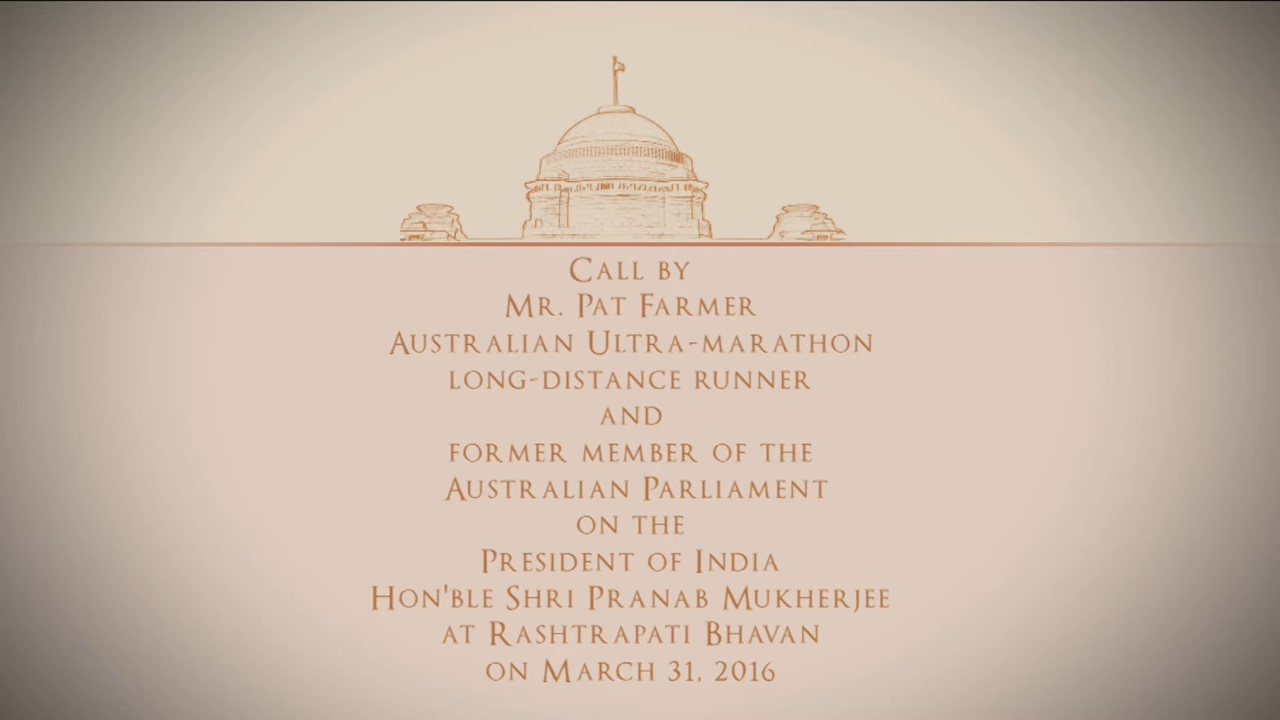 Call by
Mr. Pat Farmer
Australian Ultra-marathon
long-distance runner
and
former member of the
Australian Parliament
on the
President of India
Hon'ble Shri Pranab Mukherjee
at Rashtrapati Bhavan
on March 31, 2016